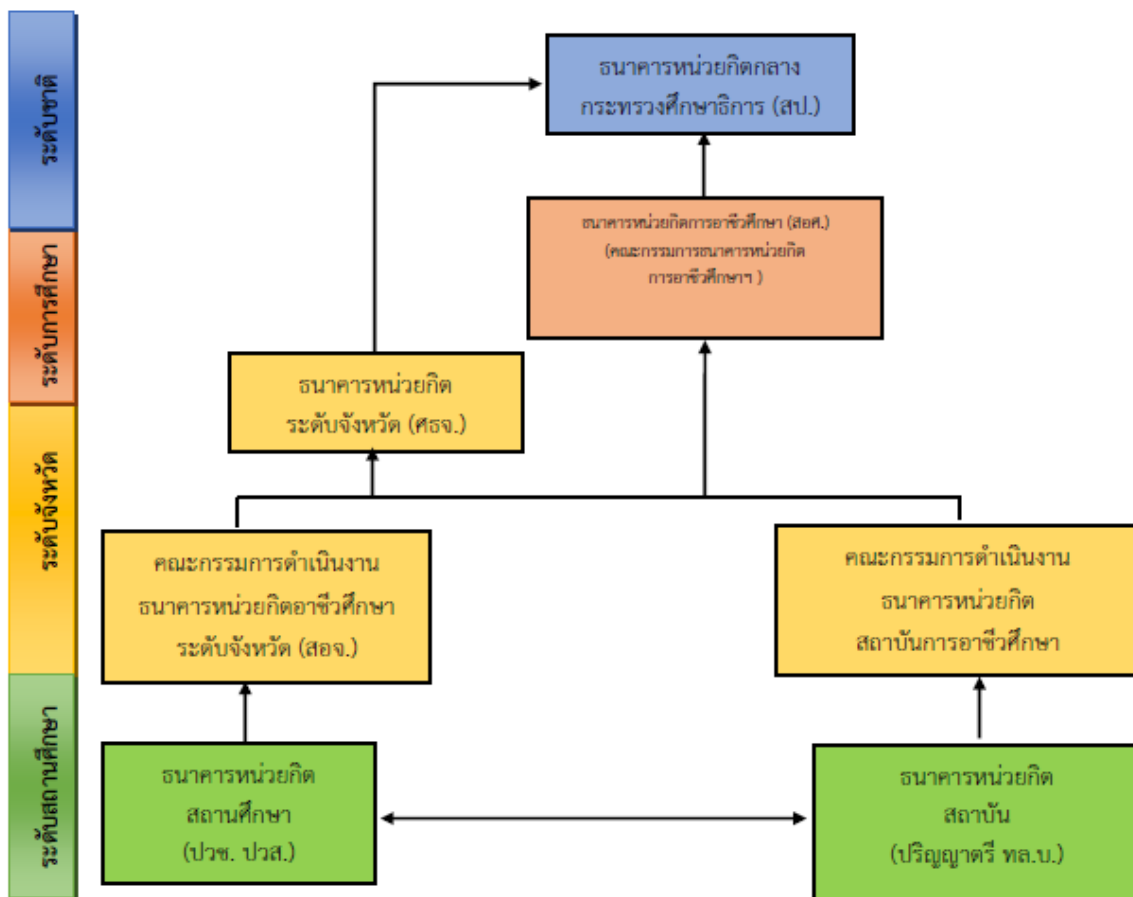 ระดับชาติ
ธนาคารหน่วยกิตกลาง
กระทรวงศึกษาธิการ (สป.)
ระดับการศึกษา
ธนาคารหน่วยกิตการอาชีวศึกษา (สอศ.)
(คณะกรรมการธนาคารหน่วยกิต
การอาชีวศึกษาฯ )
ระดับจังหวัด
ธนาคารหน่วยกิต
ระดับจังหวัด (ศธจ.)
คณะกรรมการดำเนินงาน
ธนาคารหน่วยกิตอาชีวศึกษา
ระดับจังหวัด (สอจ.)
คณะกรรมการดำเนินงาน
ธนาคารหน่วยกิต
สถาบันการอาชีวศึกษา
ระดับสถานศึกษา
ธนาคารหน่วยกิต
สถานศึกษา
(ปวช. ปวส.)
ธนาคารหน่วยกิต
สถาบัน
(ปริญญาตรี ทล.บ.)